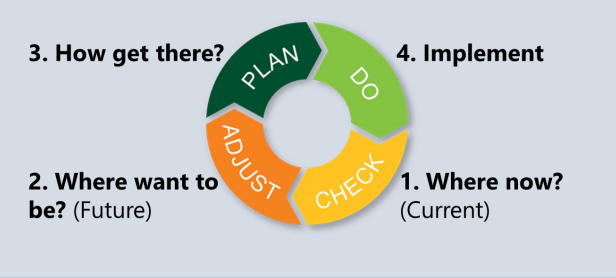 3. How get there?
PLAN
DO
4. Implement
2. Where want to
be? (Future)
ADJUST
CHECK
1. Where now?
(Current)